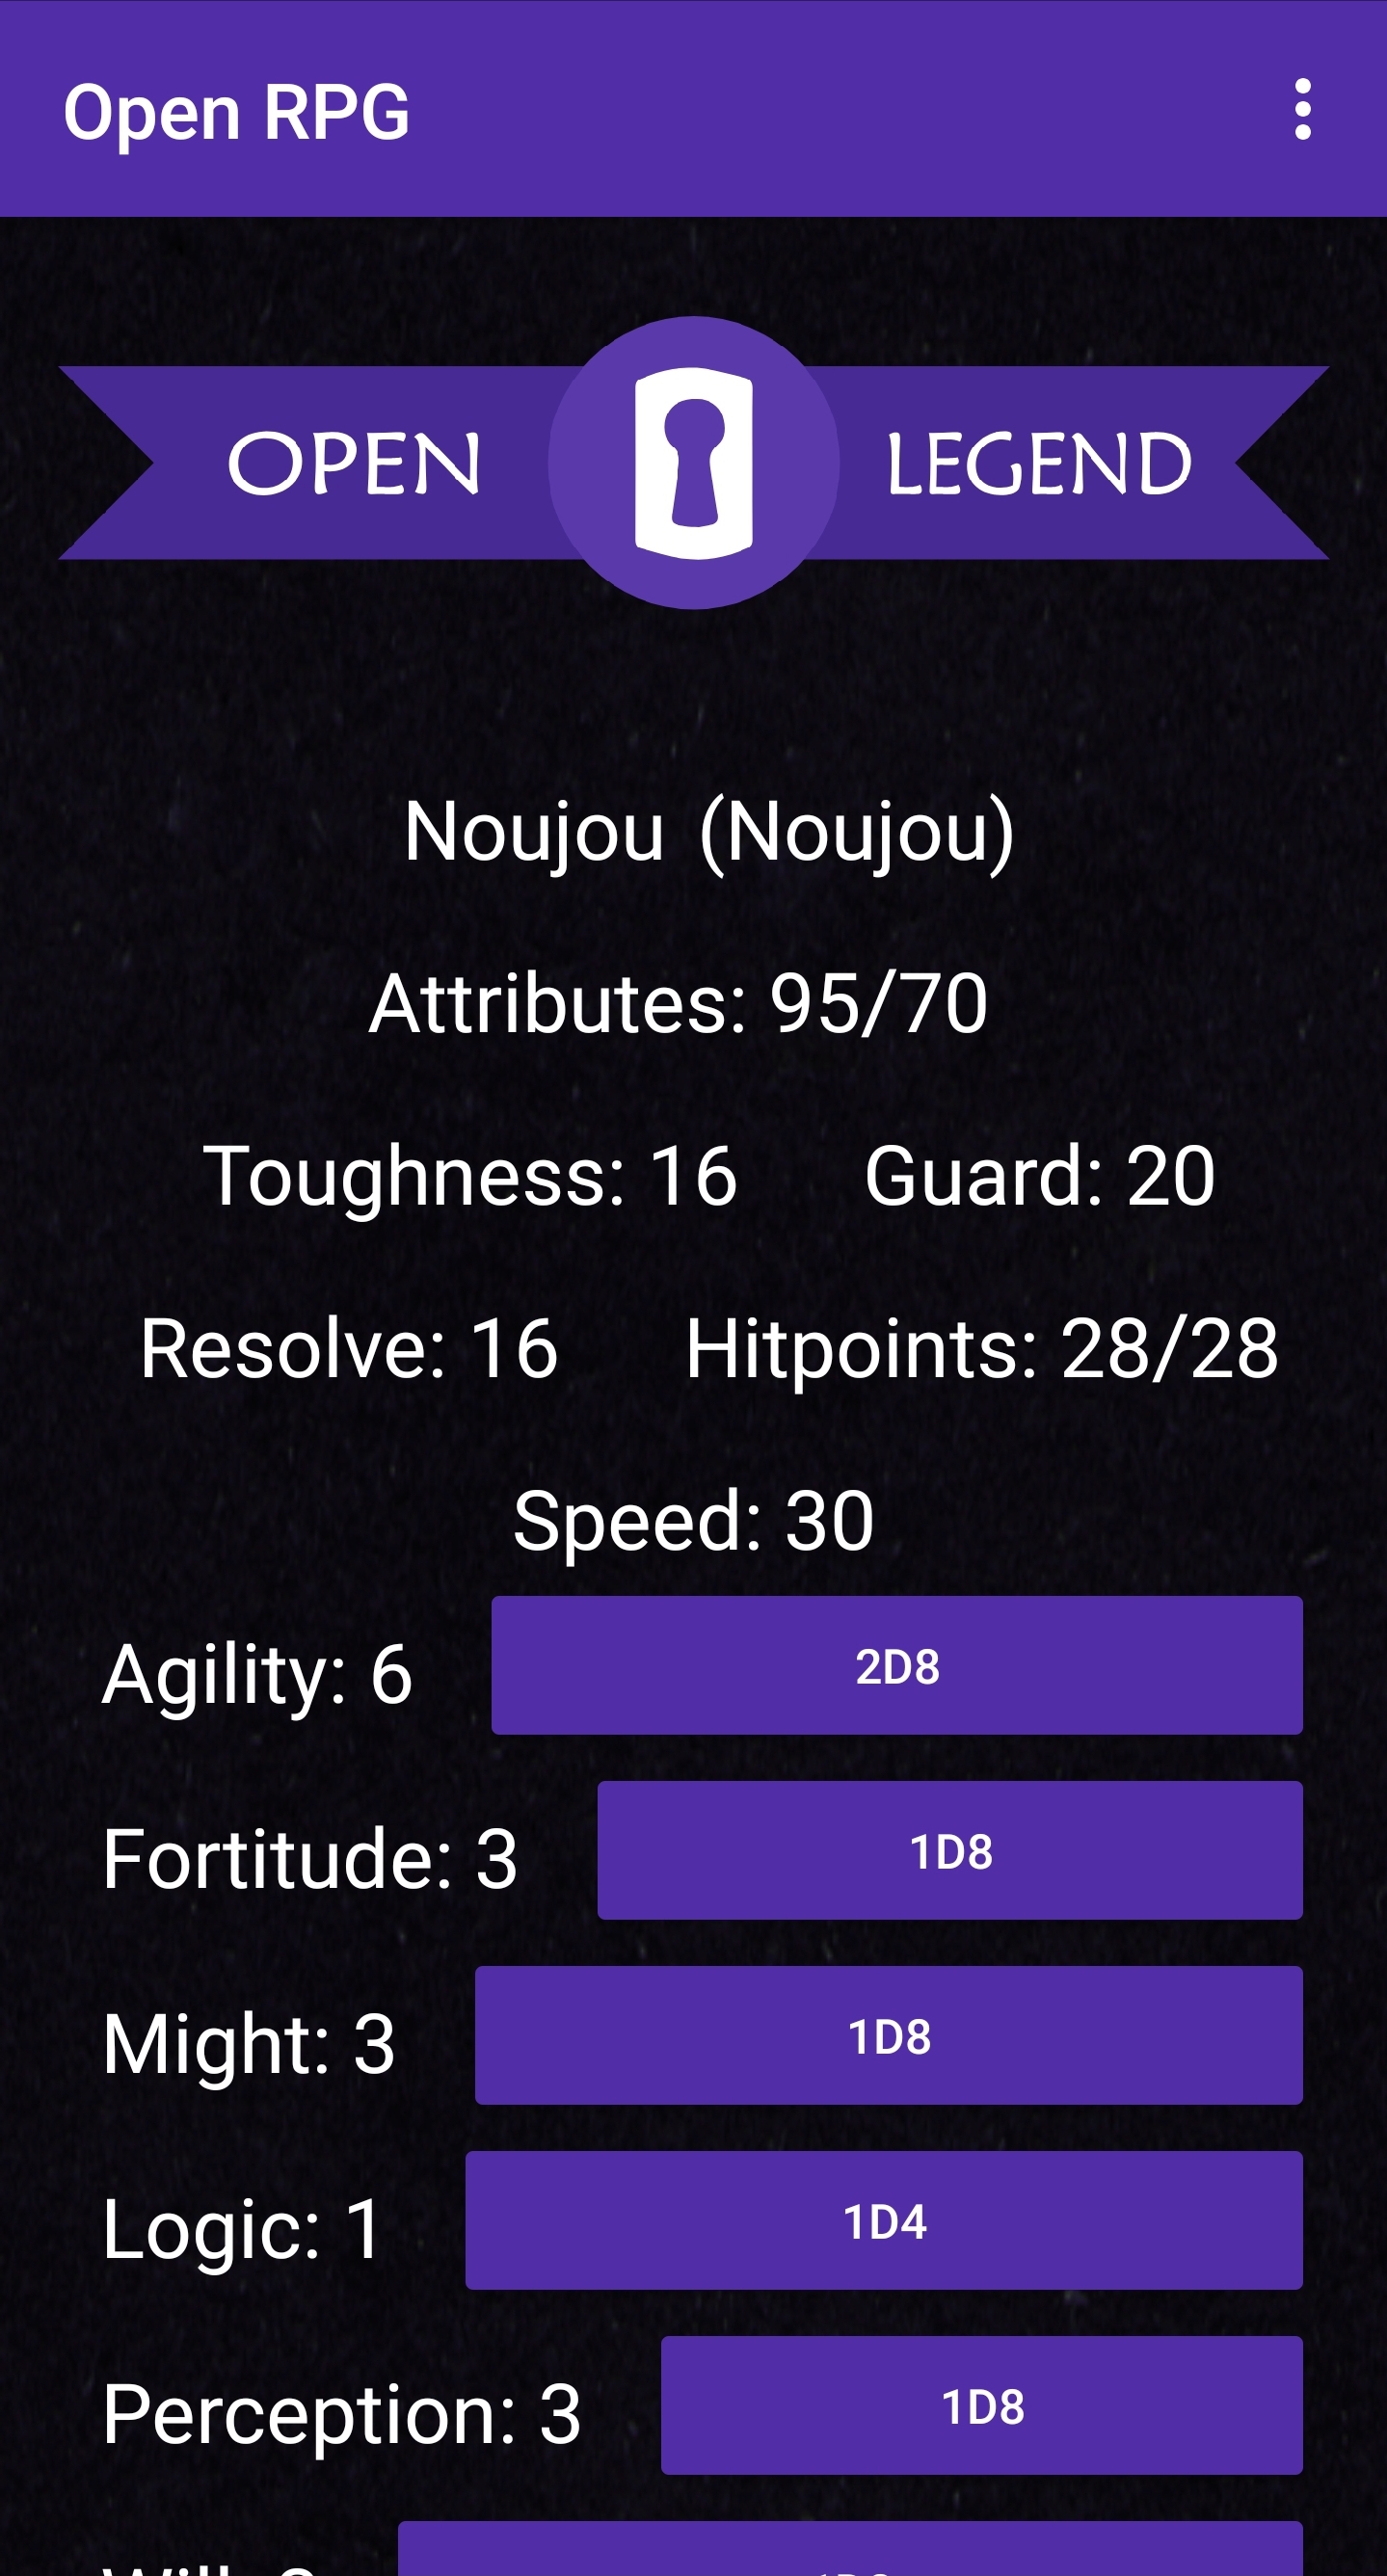 Open RPG
OPEN LEGEND
Noujou (Noujou)
Attributes: 95/70
Toughness: 16 Guard: 20
Resolve: 16 Hitpoints: 28/28
Speed: 30
Agility: 6 2D8
Fortitude: 3 1D8
Might: 3 1D8
Logic: 1 1D4
Perception: 3 1D8